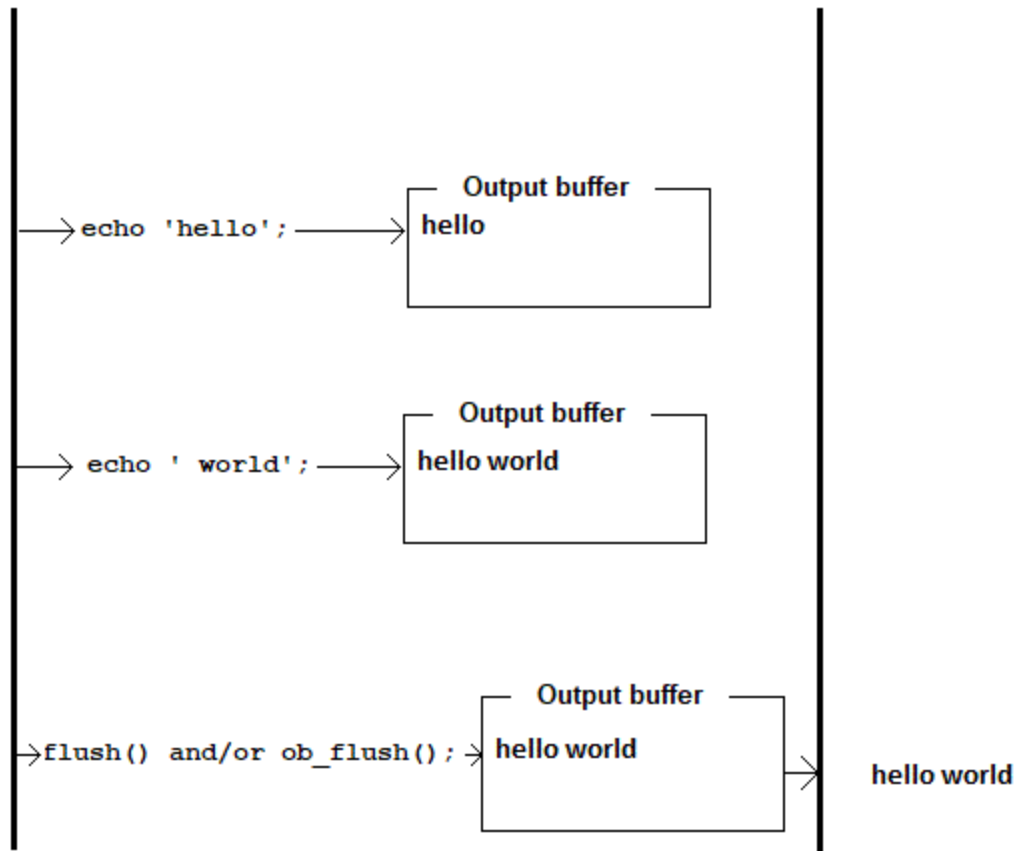 Output buffer
echo 'hello';
hello
Output buffer
echo ' world';
hello world
Output buffer
flush() and/or ob_flush();
hello world
hello world